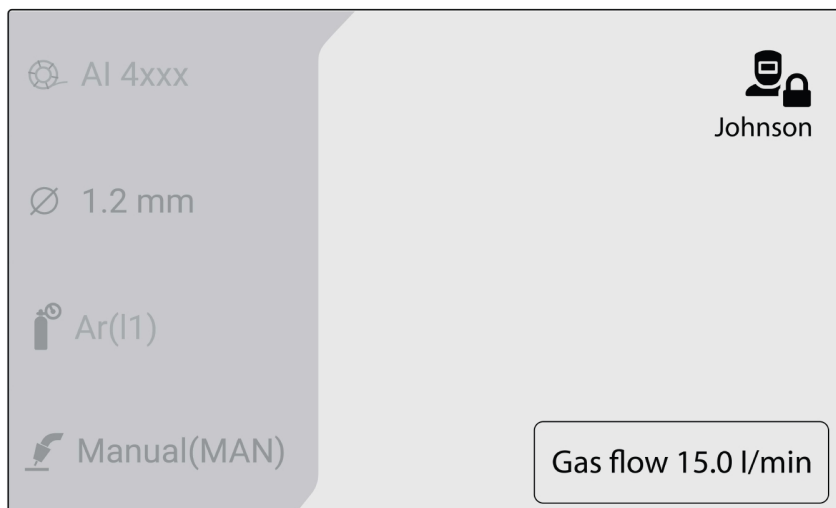 Al 4xxx
1.2 mm
Ar(I1)
Manual(MAN)
Johnson
Gas flow 15.0 l/min